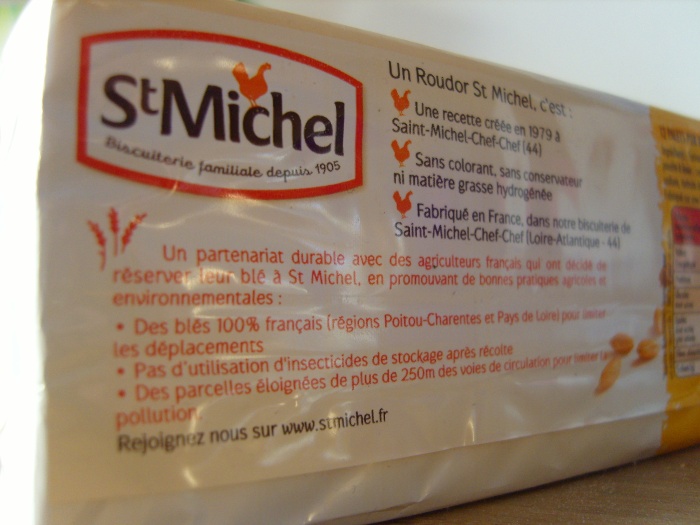 StMichel
Biscuiterie familiale depuis 1905
Un Roudor St Michel, c'est :
Une recette créée en 1979 à
Saint-Michel-Chef-Chef (44)
Sans colorant, sans conservateur
ni matière grasse hydrogénée
Fabriqué en France, dans notre biscuiterie de
Saint-Michel-Chef-Chef (Loire-Atlantique - 44)
Un partenariat durable avec des agriculteurs français qui ont décidé de
réserver leur blé à St Michel, en promouvant de bonnes pratiques agricoles et
environnementales :
• Des blés 100% français (régions Poitou-Charentes et Pays de Loire) pour limiter
les déplacements
• Pas d'utilisation d'insecticides de stockage après récolte
• Des parcelles éloignées de plus de 250m des voies de circulation pour limiter la
pollution.
Rejoignez nous sur www.stmichel.fr